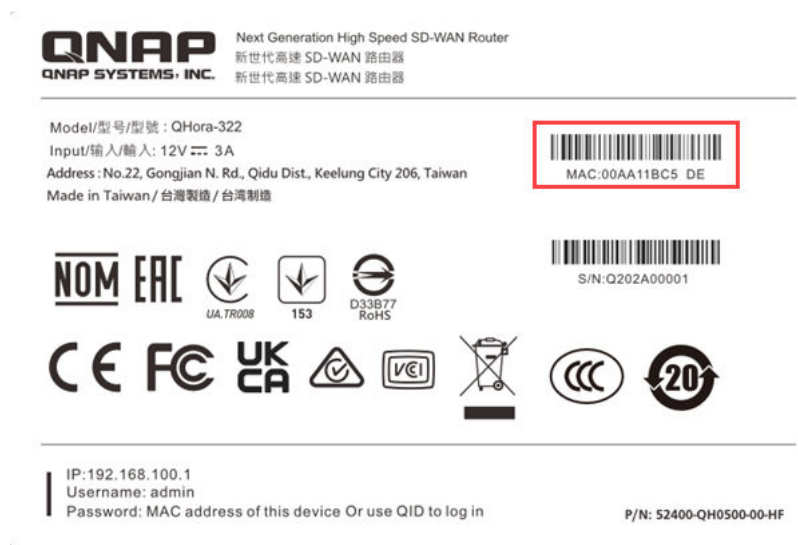 QNAP
QNAP SYSTEMS, INC.
Next Generation High Speed SD-WAN Router
新世代高速 SD-WAN 路由器
新世代高速 SD-WAN 路由器
Model/型号/型號 : QHora-322
Input/输入/輸入: 12V ⎓ 3 A
Address : No.22, Gongjian N. Rd., Qidu Dist., Keelung City 206, Taiwan
Made in Taiwan / 台灣製造 / 台湾制造
MAC:00AA11BC5 DE
S/N:Q202A00001
NOM EAC
UA.TR008
153
D33B77
RoHS
CE FC UK
CA
VCI
CCC
20
IP:192.168.100.1
Username: admin
Password: MAC address of this device Or use QID to log in
P/N: 52400-QH0500-00-HF